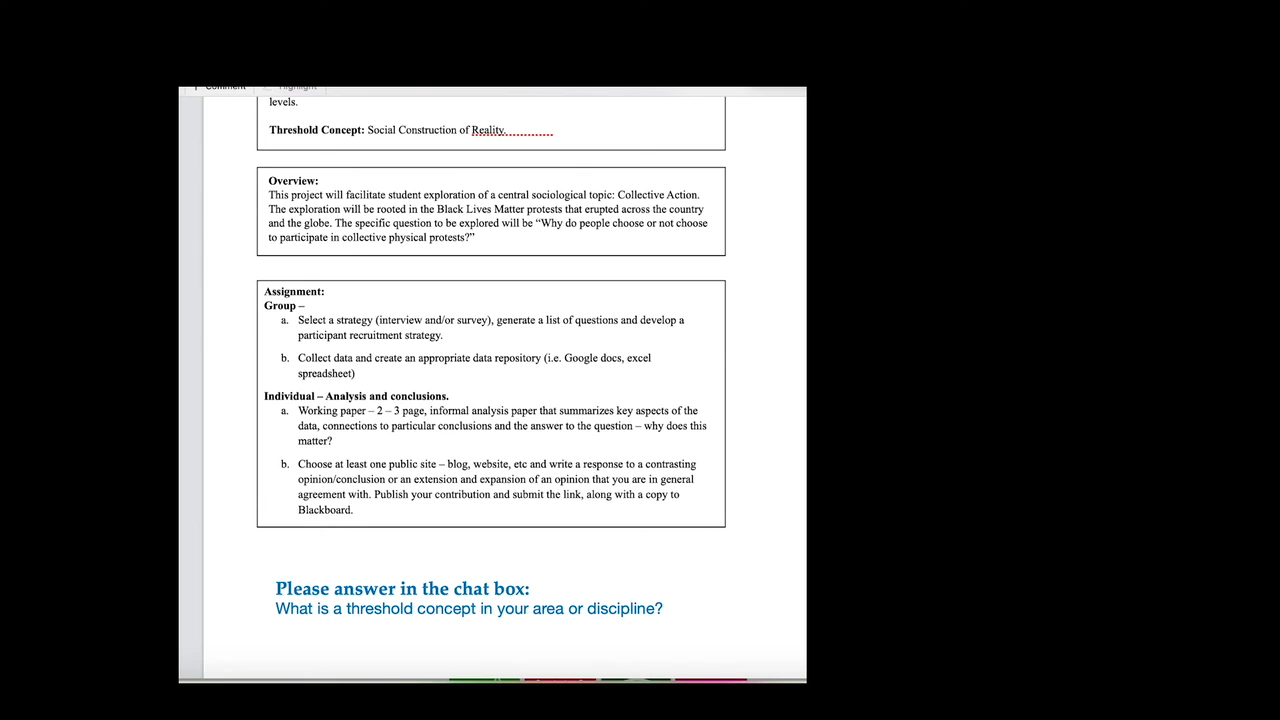 Comment Highlight
levels.
Threshold Concept: Social Construction of Reality.
Overview:
This project will facilitate student exploration of a central sociological topic: Collective Action.
The exploration will be rooted in the Black Lives Matter protests that erupted across the country
and the globe. The specific question to be explored will be “Why do people choose or not choose
to participate in collective physical protests?”
Assignment:
Group –
a. Select a strategy (interview and/or survey), generate a list of questions and develop a
participant recruitment strategy.
b. Collect data and create an appropriate data repository (i.e. Google docs, excel
spreadsheet)
Individual – Analysis and conclusions.
a. Working paper – 2 – 3 page, informal analysis paper that summarizes key aspects of the
data, connections to particular conclusions and the answer to the question – why does this
matter?
b. Choose at least one public site – blog, website, etc and write a response to a contrasting
opinion/conclusion or an extension and expansion of an opinion that you are in general
agreement with. Publish your contribution and submit the link, along with a copy to
Blackboard.
Please answer in the chat box:
What is a threshold concept in your area or discipline?